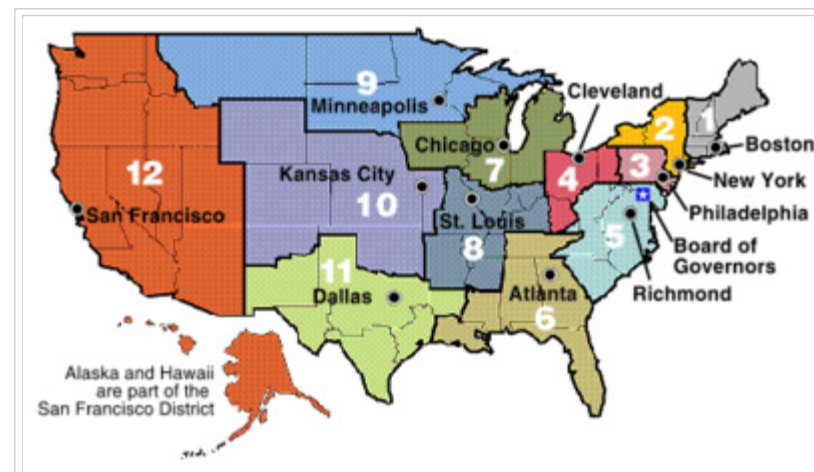 9
Minneapolis
Cleveland
2
1
Chicago
7
Boston
12
Kansas City
4
3
New York
10
San Francisco
St. Louis
Philadelphia
8
5
Board of
Governors
11
Dallas
Atlanta
6
Richmond
Alaska and Hawaii
are part of the
San Francisco District